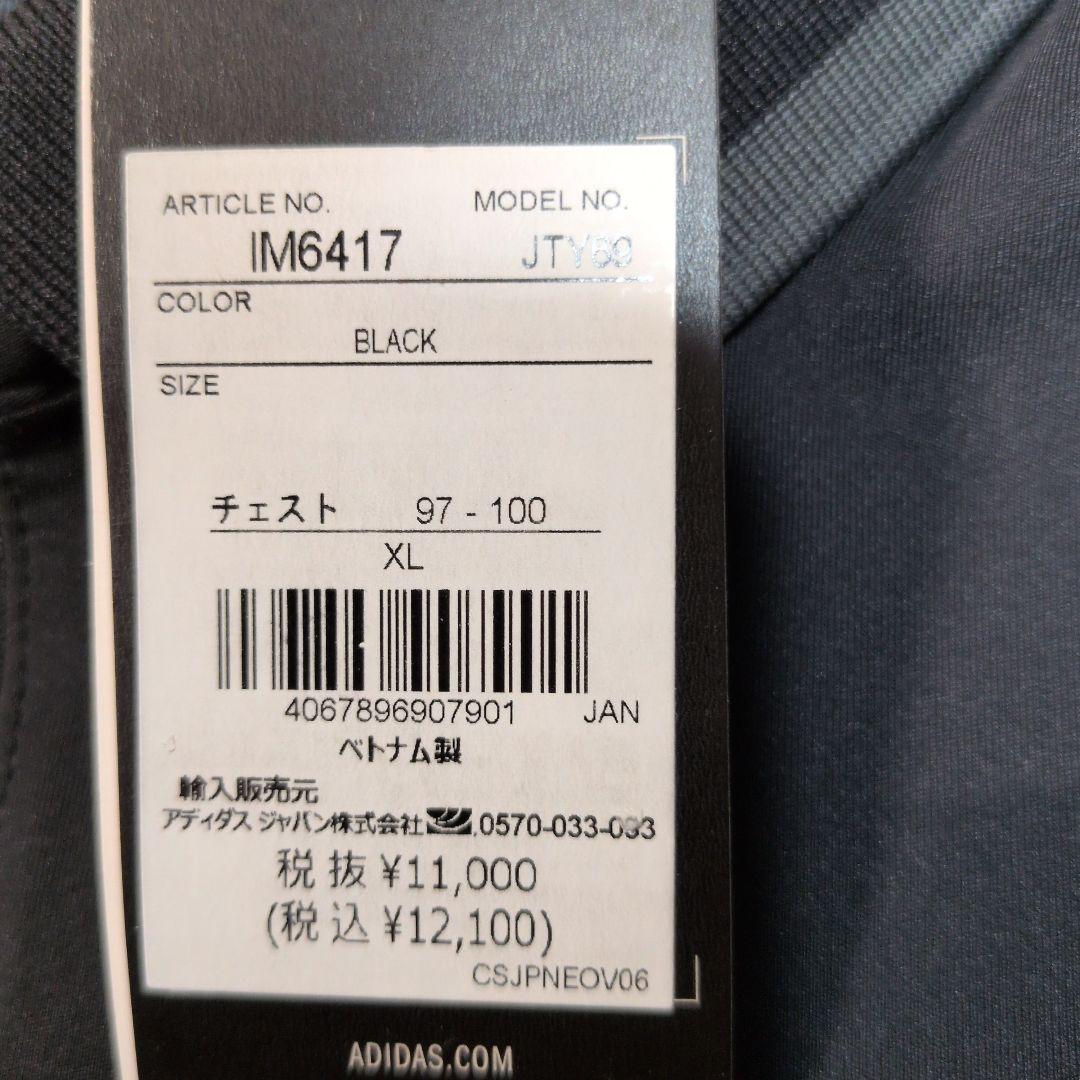 ARTICLE NO. MODEL NO.
IM6417 JTY69
COLOR
BLACK
SIZE
チェスト 97 - 100
XL
4067896907901 JAN
ベトナム製
輸入販売元
アディダス ジャパン株式会社 0570-033-033
税抜 ¥11,000
(税込 ¥12,100)
CSJPNEOV06
ADIDAS.COM